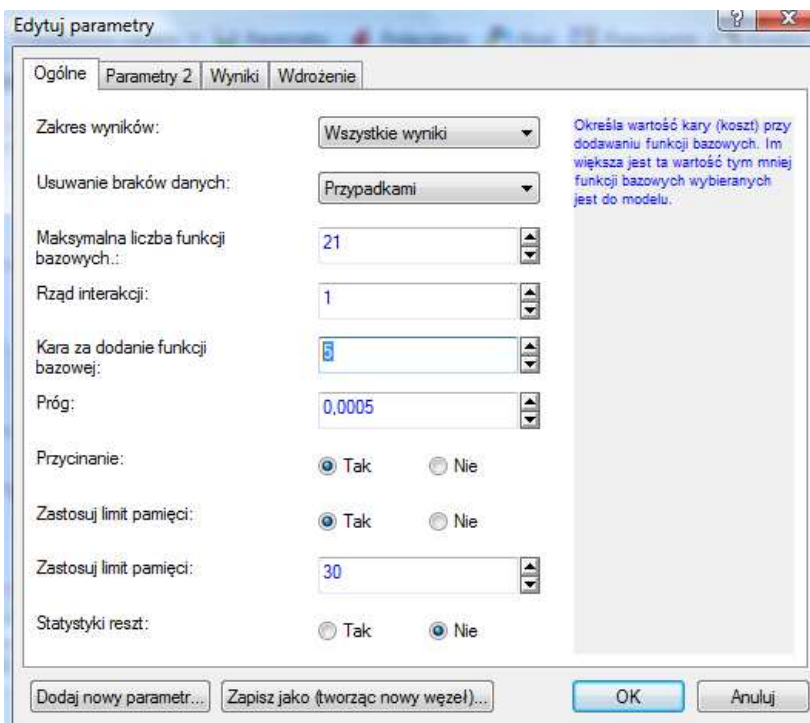 Edytuj parametry
Ogólne Parametry 2 Wyniki Wdrożenie
Zakres wyników: Wszystkie wyniki
Usuwanie braków danych: Przypadkami
Maksymalna liczba funkcji
bazowych.: 21
Rząd interakcji: 1
Kara za dodanie funkcji
bazowej: 5
Próg: 0,0005
Przycinanie: Tak Nie
Zastosuj limit pamięci: Tak Nie
Zastosuj limit pamięci: 30
Statystyki reszt: Tak Nie
Określa wartość kary (koszt) przy
dodawaniu funkcji bazowych. Im
większa jest ta wartość tym mniej
funkcji bazowych wybieranych
jest do modelu.
Dodaj nowy parametr... Zapisz jako (tworząc nowy węzeł)... OK Anuluj